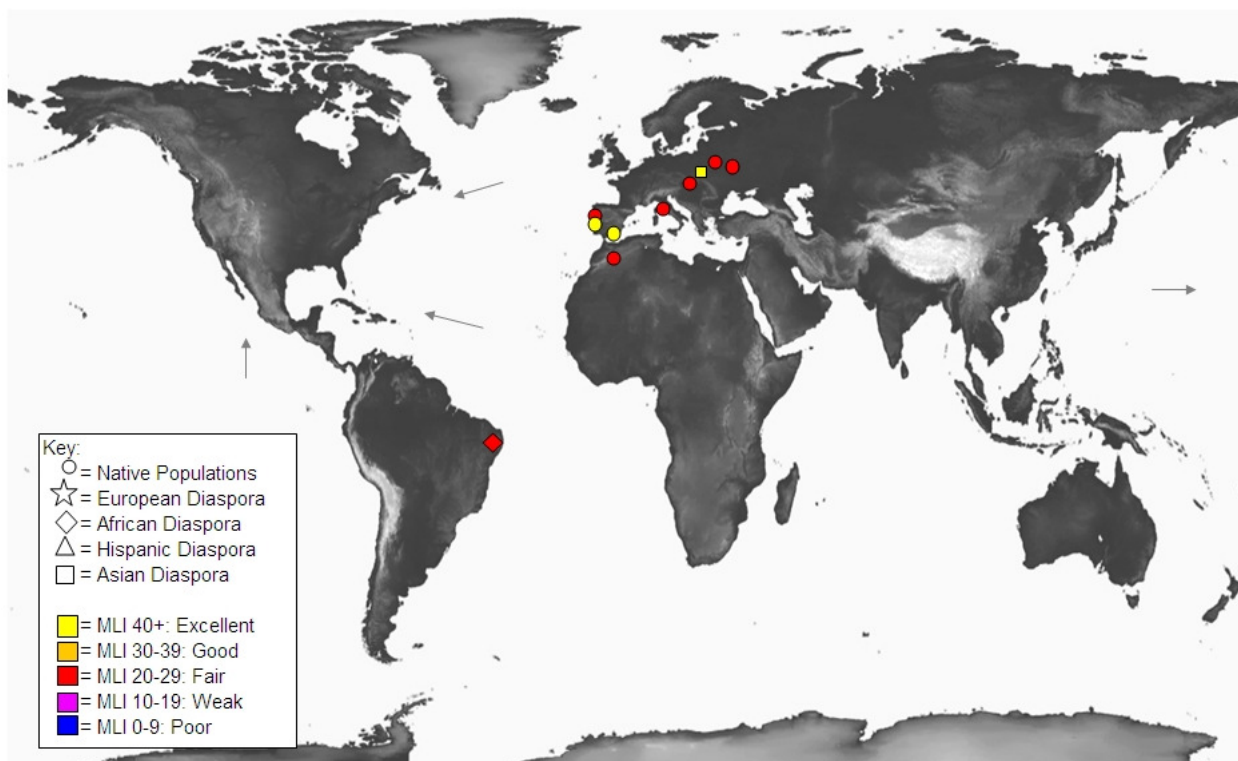 Key:
= Native Populations
= European Diaspora
= African Diaspora
= Hispanic Diaspora
= Asian Diaspora
= MLI 40+: Excellent
= MLI 30-39: Good
= MLI 20-29: Fair
= MLI 10-19: Weak
= MLI 0-9: Poor